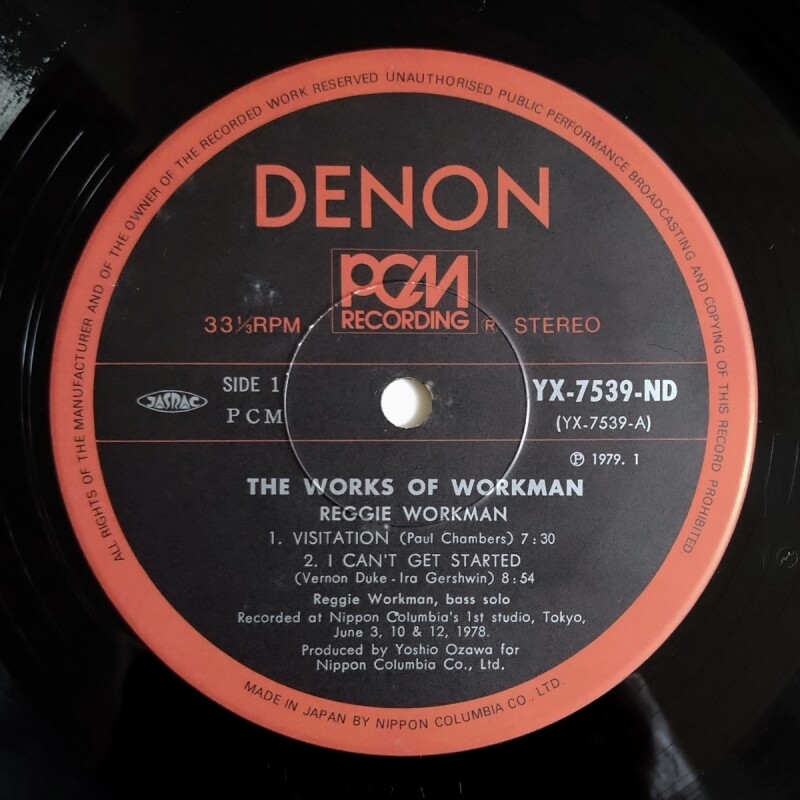 ALL RIGHTS OF THE MANUFACTURER AND OF THE OWNER OF THE RECORDED WORK RESERVED UNAUTHORISED PUBLIC PERFORMANCE BROADCASTING AND COPYING OF THIS RECORD PROHIBITED
DENON
PCM
RECORDING
33⅓RPM ® STEREO
JASRAC
SIDE 1
PCM
YX-7539-ND
(YX-7539-A)
℗ 1979. 1
THE WORKS OF WORKMAN
REGGIE WORKMAN
1. VISITATION (Paul Chambers) 7:30
2. I CAN'T GET STARTED
(Vernon Duke - Ira Gershwin) 8:54
Reggie Workman, bass solo
Recorded at Nippon Columbia's 1st studio, Tokyo,
June 3, 10 & 12, 1978.
Produced by Yoshio Ozawa for
Nippon Columbia Co., Ltd.
MADE IN JAPAN BY NIPPON COLUMBIA CO., LTD.